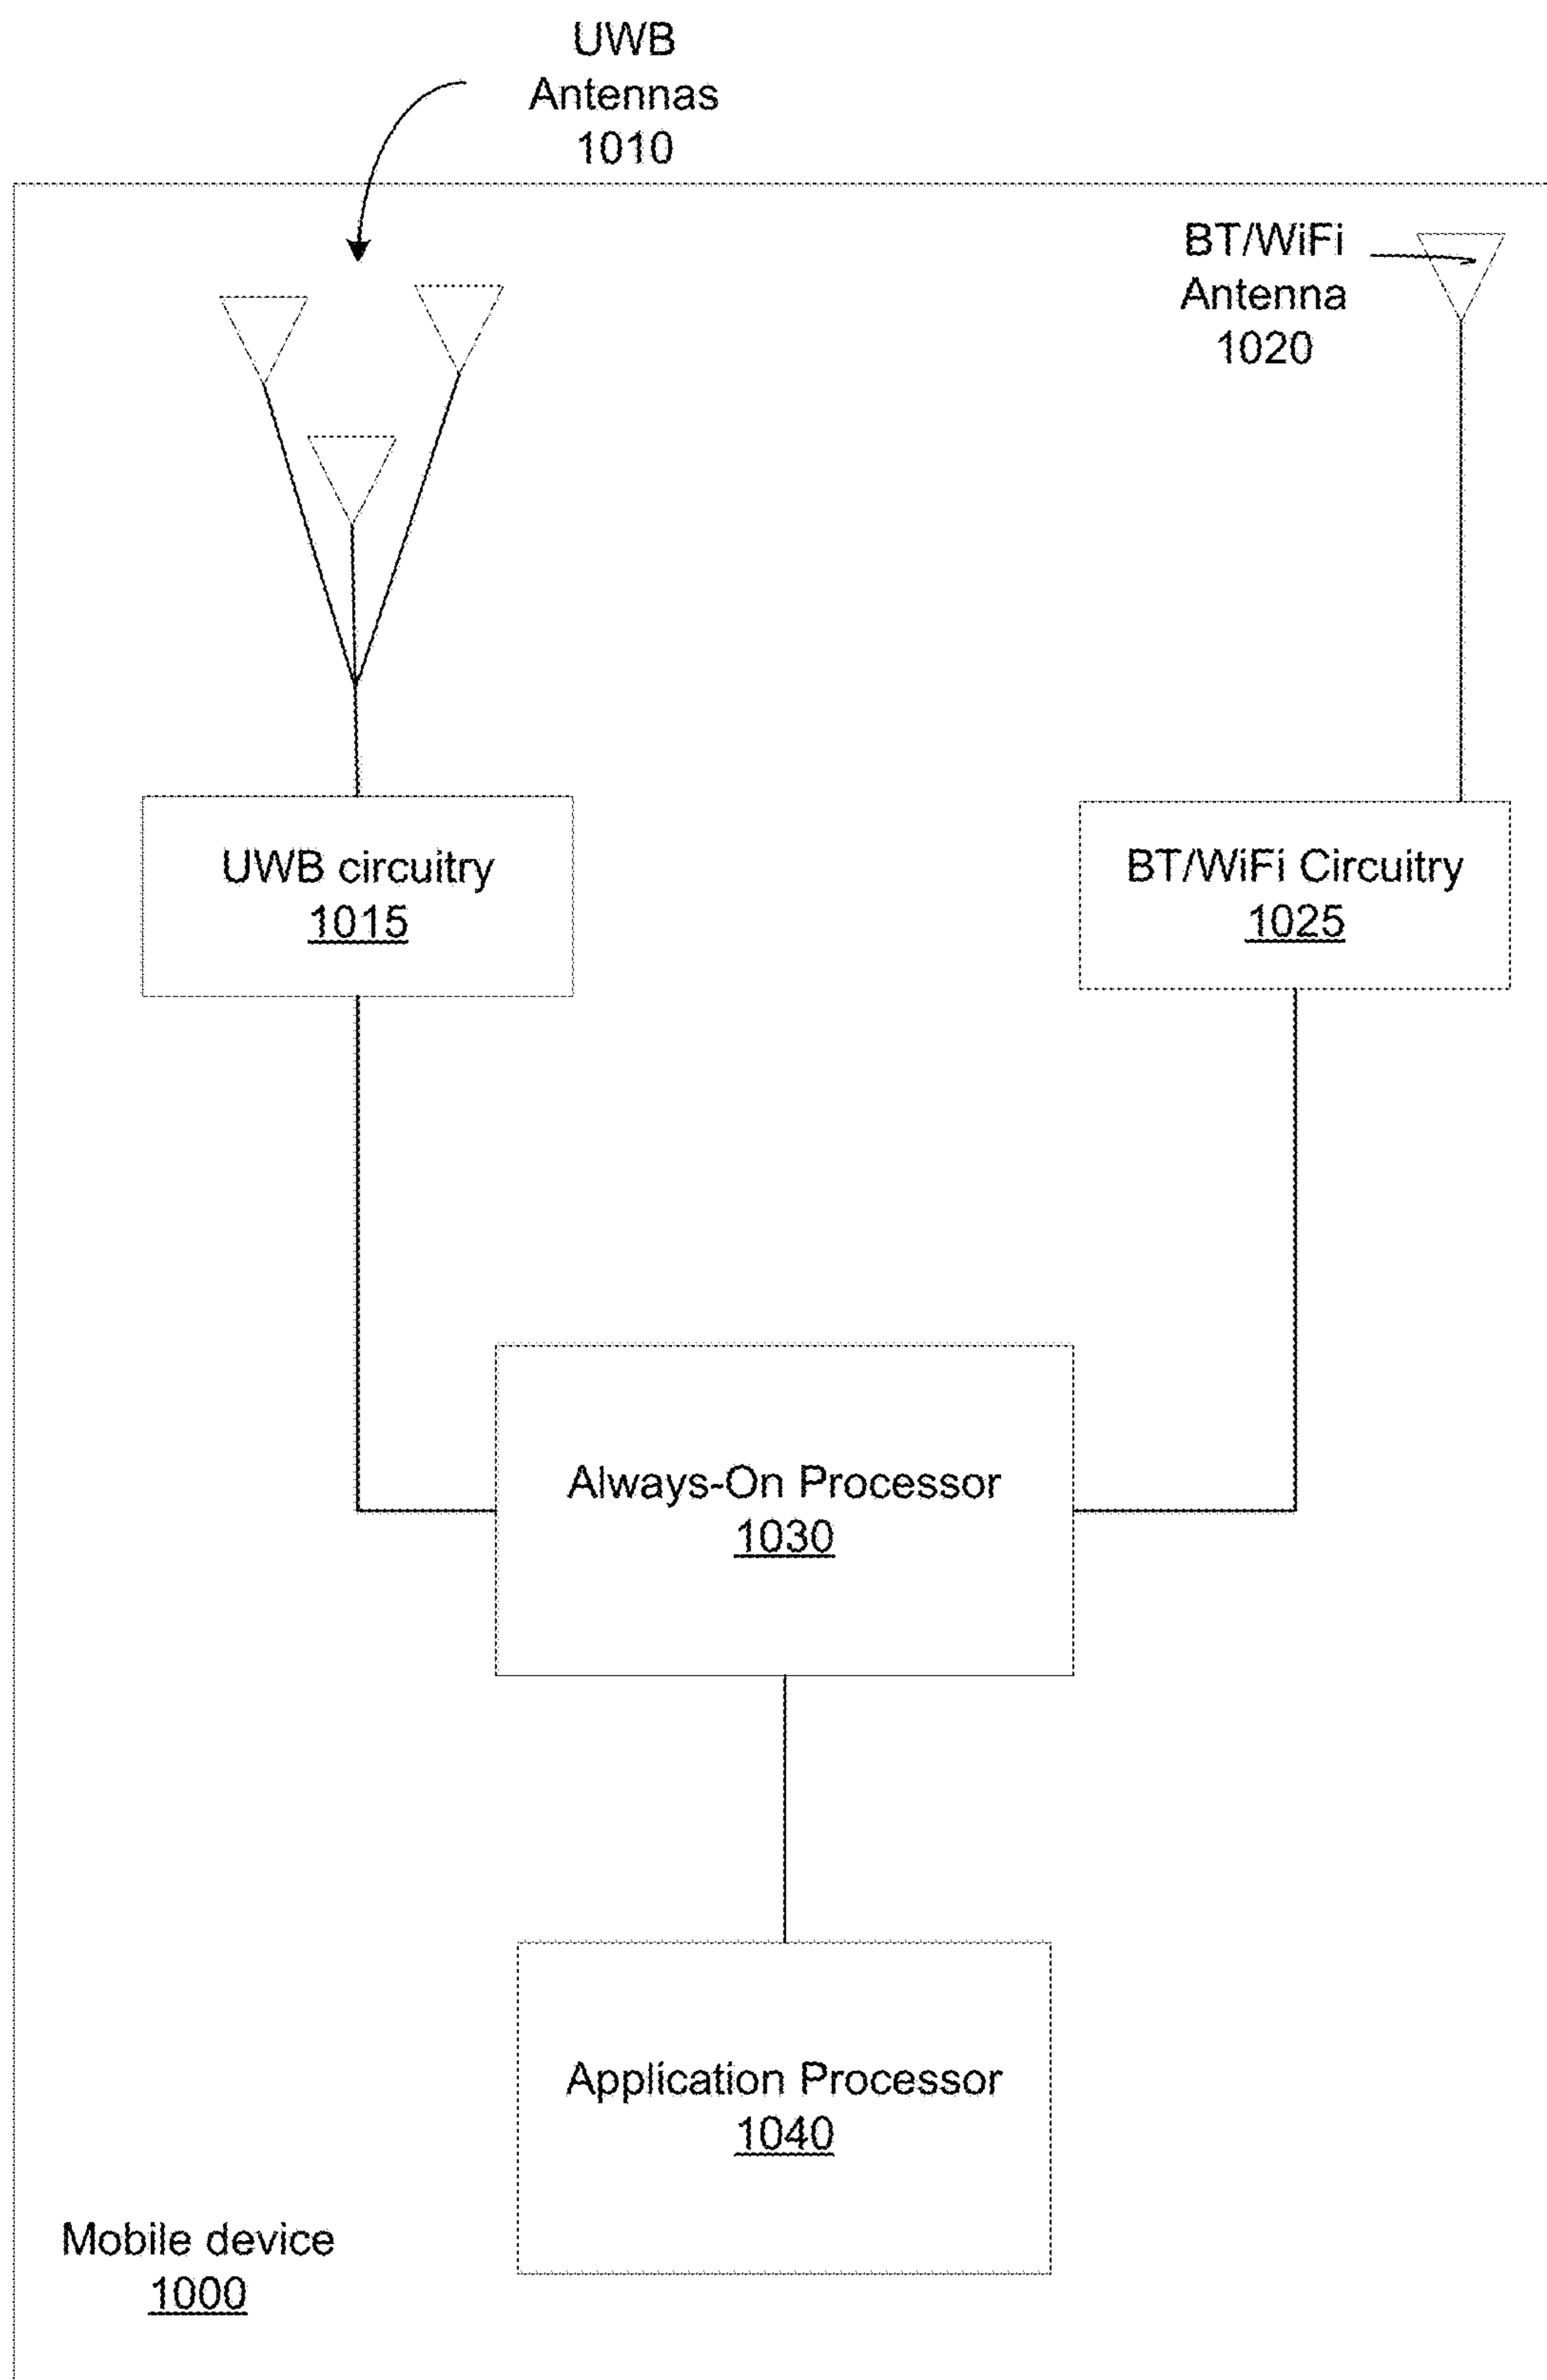 UWB
Antennas
1010
BT/WiFi
Antenna
1020
UWB circuitry
1015
BT/WiFi Circuitry
1025
Always-On Processor
1030
Application Processor
1040
Mobile device
1000